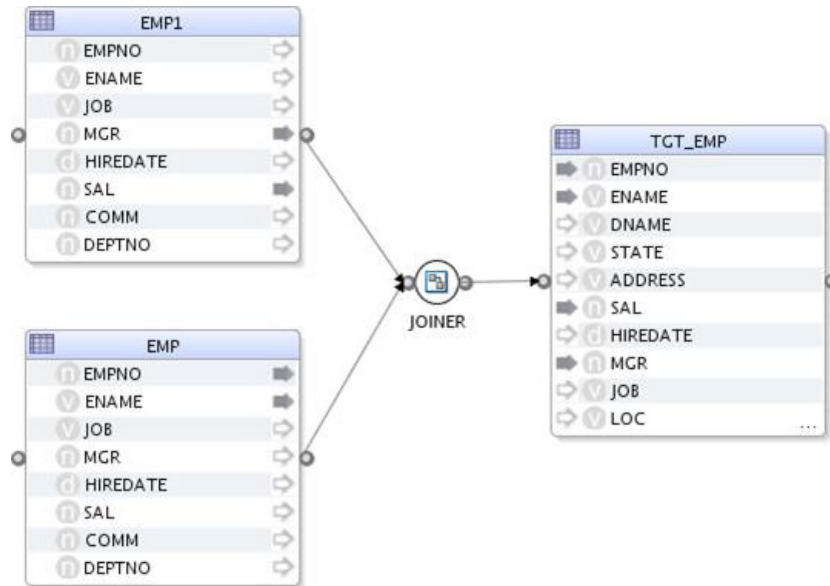 EMP1
n EMPNO
v ENAME
v JOB
n MGR
d HIREDATE
n SAL
n COMM
n DEPTNO
EMP
n EMPNO
v ENAME
v JOB
n MGR
d HIREDATE
n SAL
n COMM
n DEPTNO
JOINER
TGT_EMP
n EMPNO
v ENAME
v DNAME
v STATE
v ADDRESS
n SAL
d HIREDATE
n MGR
v JOB
v LOC
...